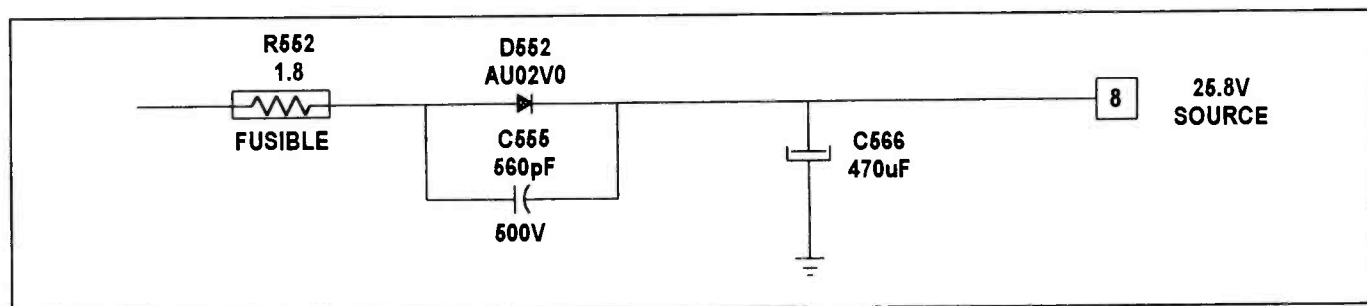 R552
1.8
FUSIBLE
D552
AU02V0
C555
560pF
500V
C566
470uF
8
25.8V
SOURCE